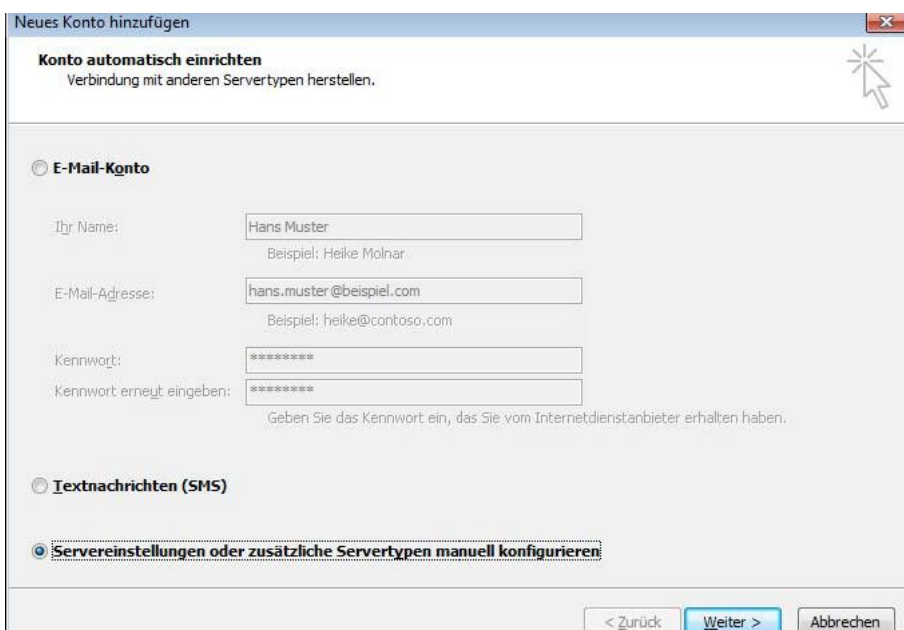 Neues Konto hinzufügen
Konto automatisch einrichten
Verbindung mit anderen Servertypen herstellen.
E-Mail-Konto
Ihr Name:
Hans Muster
Beispiel: Heike Molnar
E-Mail-Adresse:
hans.muster@beispiel.com
Beispiel: heike@contoso.com
Kennwort:
********
Kennwort erneut eingeben:
********
Geben Sie das Kennwort ein, das Sie vom Internetdienstanbieter erhalten haben.
Textnachrichten (SMS)
Servereinstellungen oder zusätzliche Servertypen manuell konfigurieren
< Zurück Weiter > Abbrechen